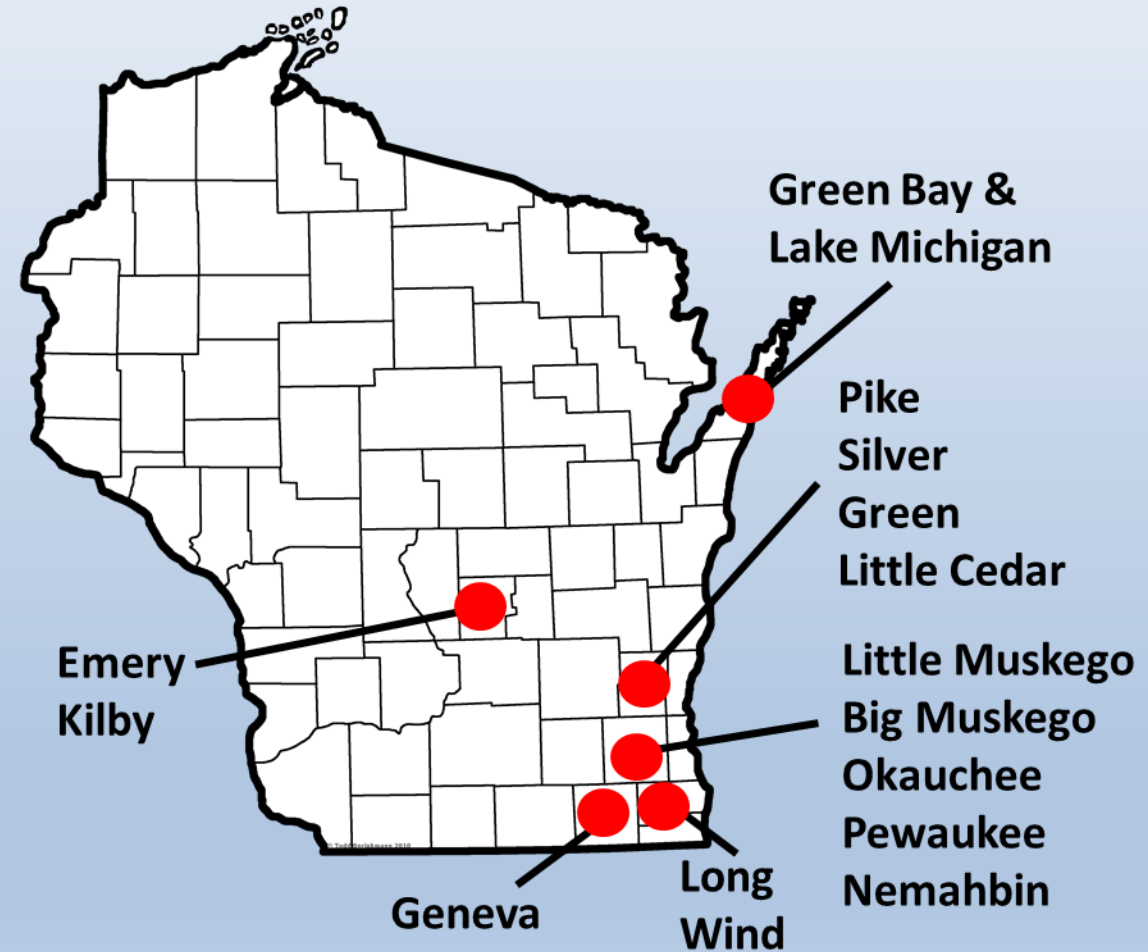 Green Bay &
Lake Michigan
Pike
Silver
Green
Little Cedar
Emery
Kilby
Little Muskego
Big Muskego
Okauchee
Pewaukee
Nemahbin
Long
Wind
Geneva